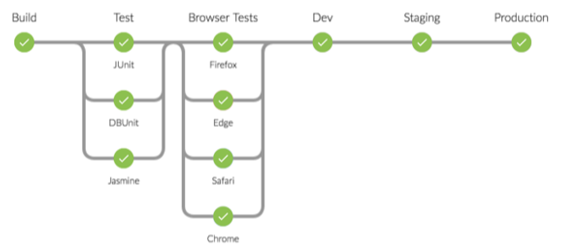 Build Test Browser Tests Dev Staging Production
JUnit Firefox
DBUnit Edge
Jasmine Safari
Chrome